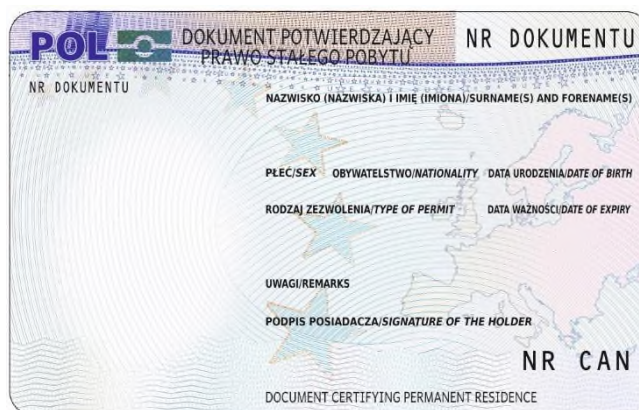 POL
DOKUMENT POTWIERDZAJĄCY
PRAWO STAŁEGO POBYTU
NR DOKUMENTU
NR DOKUMENTU
NAZWISKO (NAZWISKA) I IMIĘ (IMIONA)/SURNAME(S) AND FORENAME(S)
PŁEĆ/SEX OBYWATELSTWO/NATIONALITY DATA URODZENIA/DATE OF BIRTH
RODZAJ ZEZWOLENIA/TYPE OF PERMIT DATA WAŻNOŚCI/DATE OF EXPIRY
UWAGI/REMARKS
PODPIS POSIADACZA/SIGNATURE OF THE HOLDER
NR CAN
DOCUMENT CERTIFYING PERMANENT RESIDENCE